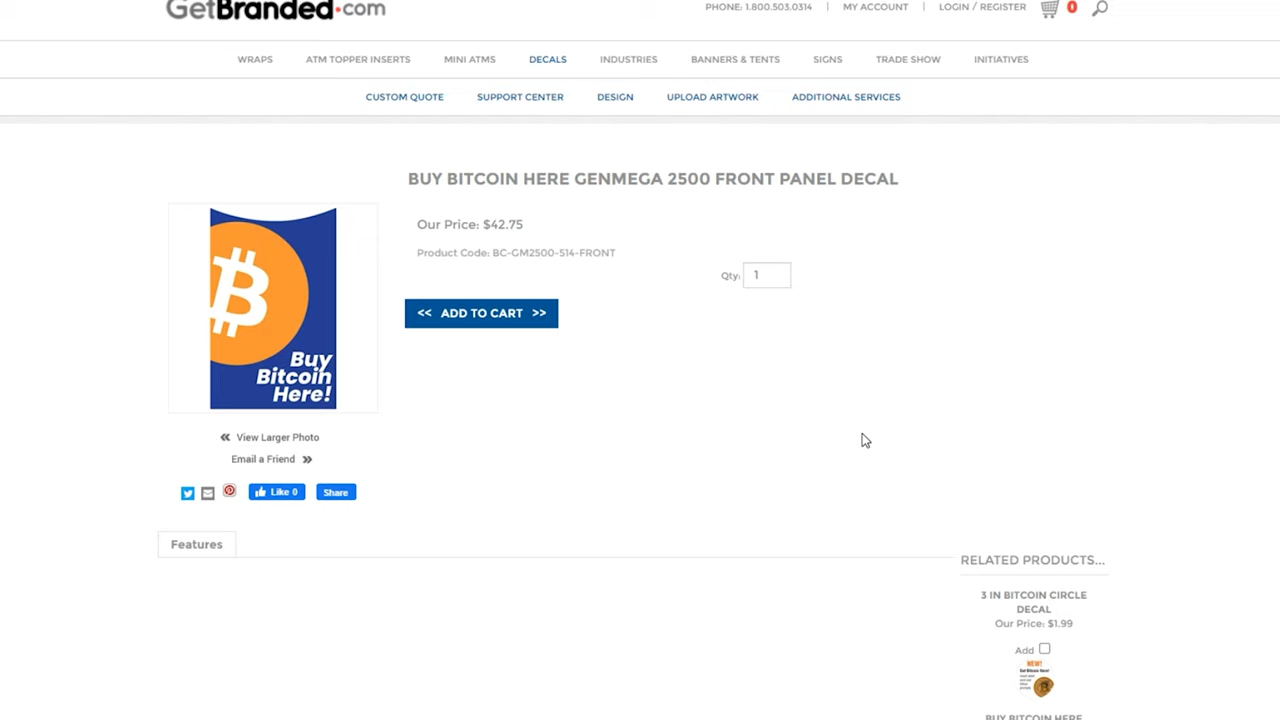 GetBranded.com
PHONE: 1.800.503.0314 | MY ACCOUNT | LOGIN / REGISTER 0
WRAPS ATM TOPPER INSERTS MINI ATMS DECALS INDUSTRIES BANNERS & TENTS SIGNS TRADE SHOW INITIATIVES
CUSTOM QUOTE SUPPORT CENTER DESIGN UPLOAD ARTWORK ADDITIONAL SERVICES
BUY BITCOIN HERE GENMEGA 2500 FRONT PANEL DECAL
Our Price: $42.75
Product Code: BC-GM2500-514-FRONT
Qty: 1
<< ADD TO CART >>
Buy
Bitcoin
Here!
« View Larger Photo
Email a Friend »
Like 0 Share
Features
RELATED PRODUCTS...
3 IN BITCOIN CIRCLE
DECAL
Our Price: $1.99
Add
NEW!
Get Bitcoin Here!
BUY BITCOIN HERE